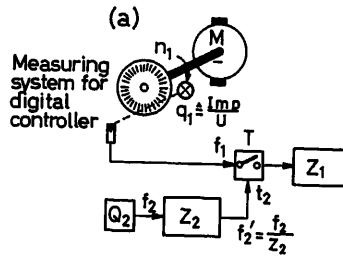 (a)
n₁
M
–
Measuring
system for
digital
controller
q₁ ≙ Imp/U
f₁
T
Z₁
t₂
Q₂
f₂
Z₂
f₂' = f₂/Z₂